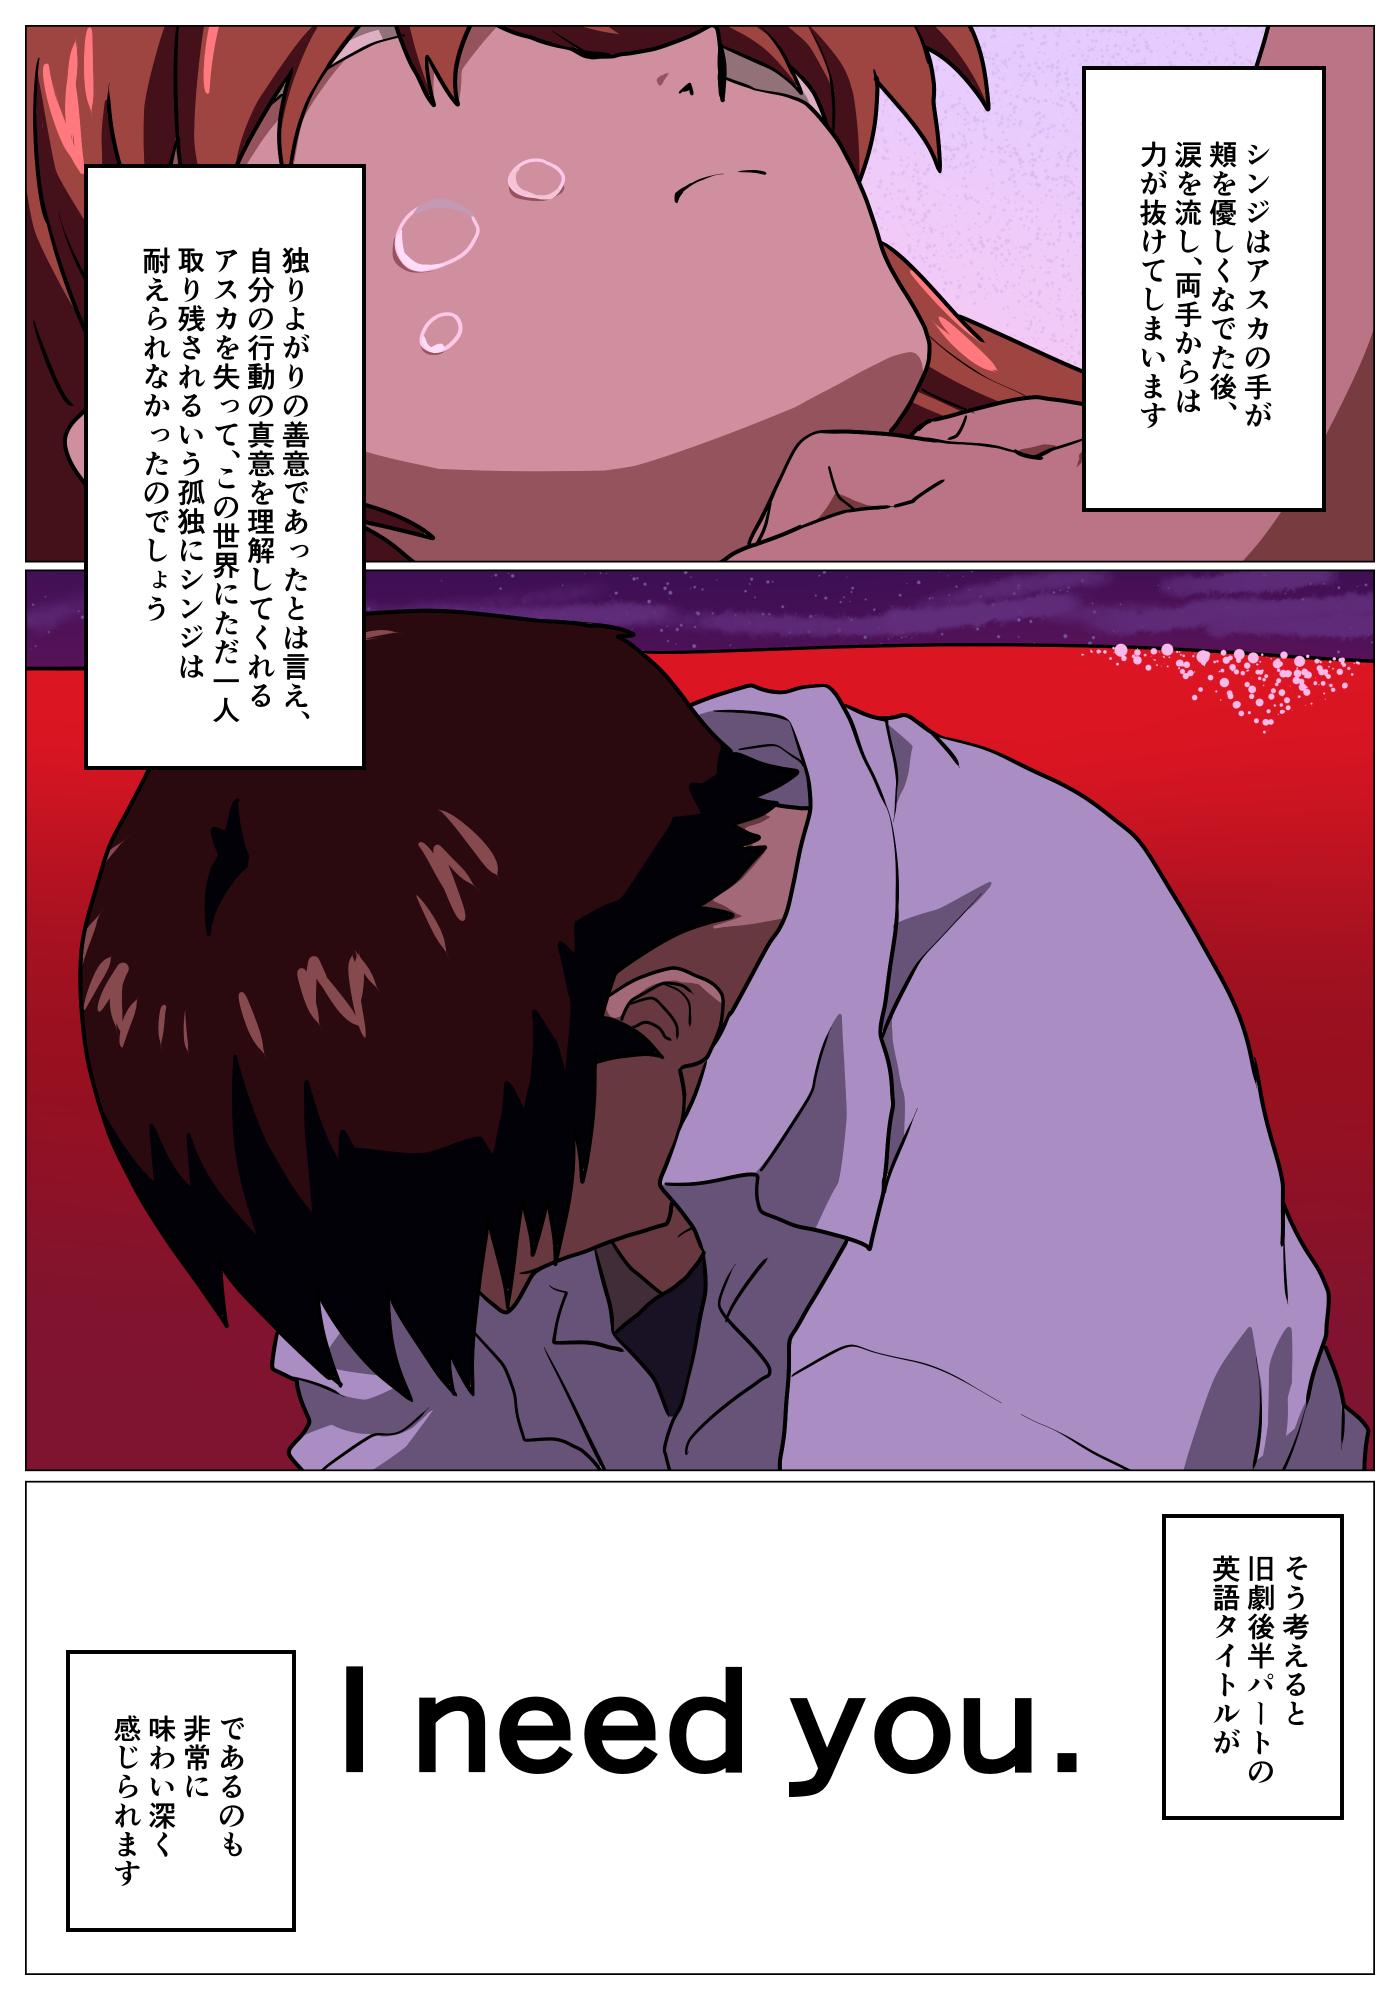 シンジはアスカの手が
頬を優しくなでた後、
涙を流し、両手からは
力が抜けてしまいます
独りよがりの善意であったとは言え、
自分の行動の真意を理解してくれる
アスカを失って、この世界にただ一人
取り残されるいう孤独にシンジは
耐えられなかったのでしょう
そう考えると
旧劇後半パートの
英語タイトルが
I need you.
であるのも
非常に
味わい深く
感じられます